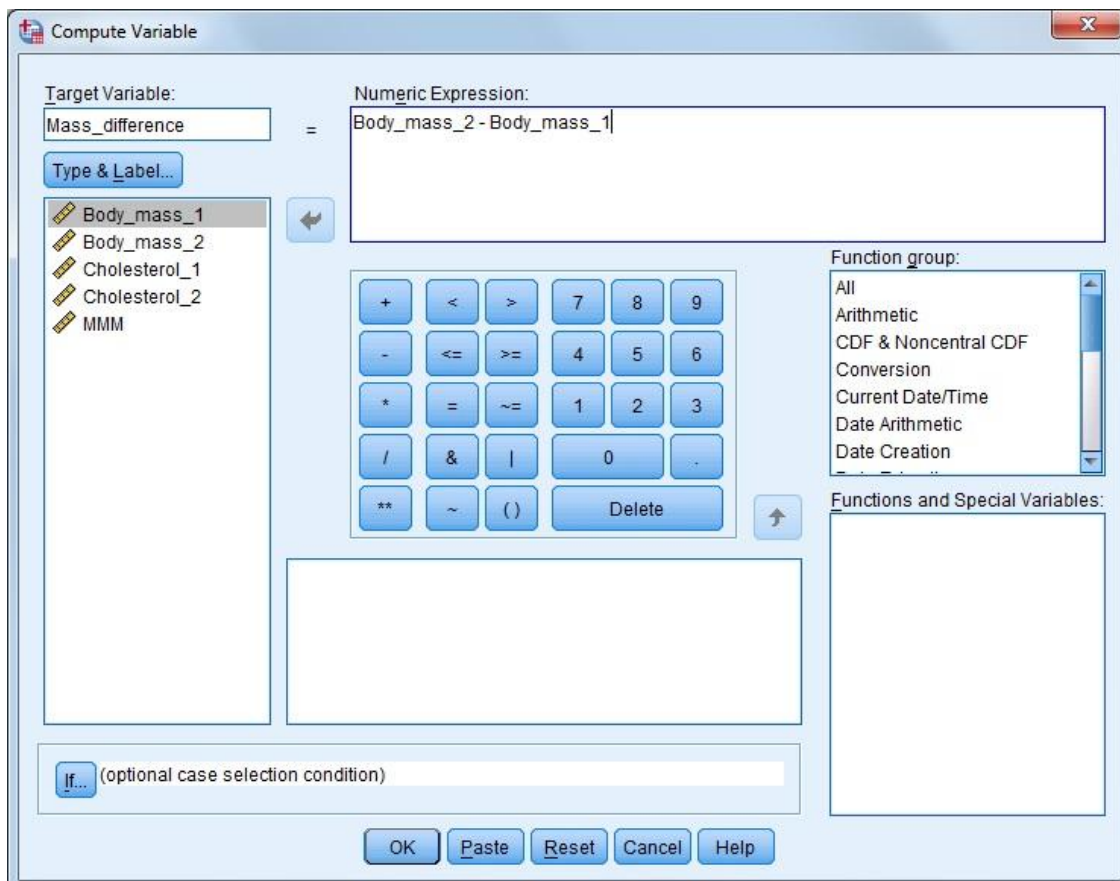 Compute Variable
Target Variable:
Mass_difference
=
Numeric Expression:
Body_mass_2 - Body_mass_1
Type & Label...
Body_mass_1
Body_mass_2
Cholesterol_1
Cholesterol_2
MMM
+ < > 7 8 9
- <= >= 4 5 6
* = ~= 1 2 3
/ & | 0 .
** ~ ( ) Delete
Function group:
All
Arithmetic
CDF & Noncentral CDF
Conversion
Current Date/Time
Date Arithmetic
Date Creation
Functions and Special Variables:
If... (optional case selection condition)
OK Paste Reset Cancel Help